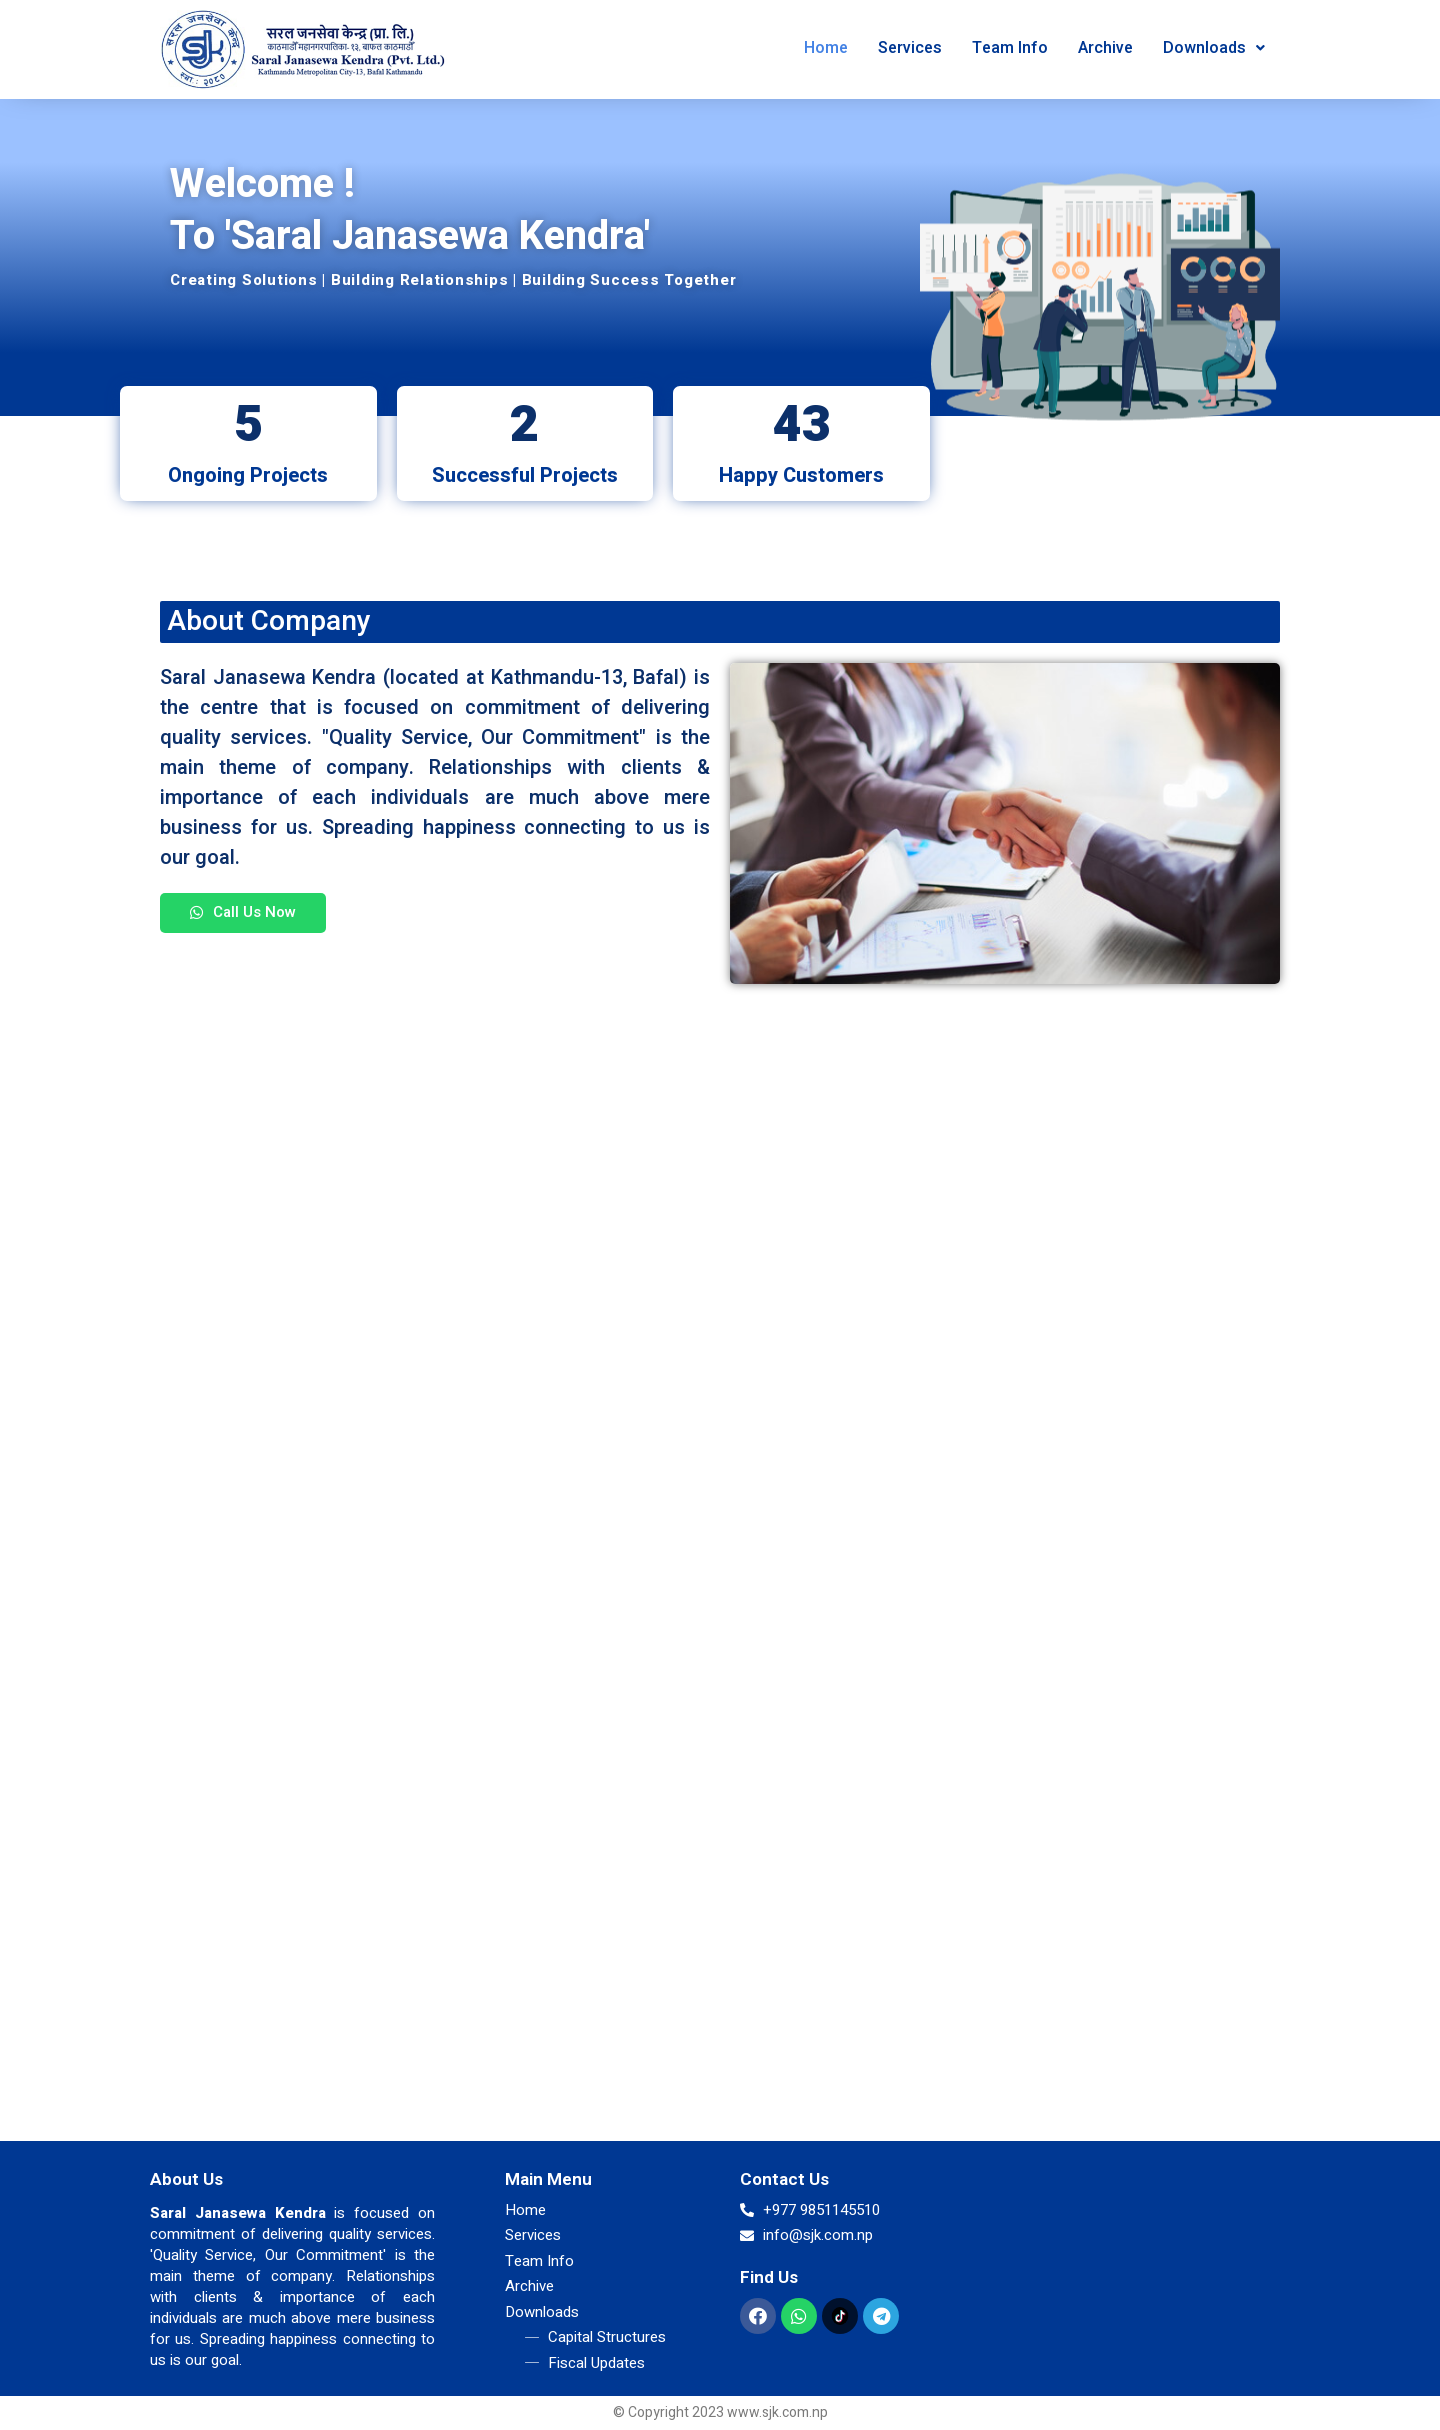 सरल जनसेवा केन्द्र
स्था: २०८०
सरल जनसेवा केन्द्र (प्रा. लि.)
काठमाडौँ महानगरपालिका- १३, बाफल काठमाडौँ
Saral Janasewa Kendra (Pvt. Ltd.)
Kathmandu Metropolitan City-13, Bafal Kathmandu
Home
Services
Team Info
Archive
Downloads
Welcome !
To 'Saral Janasewa Kendra'
Creating Solutions | Building Relationships | Building Success Together
5
Ongoing Projects
2
Successful Projects
43
Happy Customers
About Company
Saral Janasewa Kendra (located at Kathmandu-13, Bafal) is
the centre that is focused on commitment of delivering
quality services. "Quality Service, Our Commitment" is the
main theme of company. Relationships with clients &
importance of each individuals are much above mere
business for us. Spreading happiness connecting to us is
our goal.
Call Us Now
About Us
Saral Janasewa Kendra is focused on
commitment of delivering quality services.
'Quality Service, Our Commitment' is the
main theme of company. Relationships
with clients & importance of each
individuals are much above mere business
for us. Spreading happiness connecting to
us is our goal.
Main Menu
Home
Services
Team Info
Archive
Downloads
— Capital Structures
— Fiscal Updates
Contact Us
+977 9851145510
info@sjk.com.np
Find Us
© Copyright 2023 www.sjk.com.np